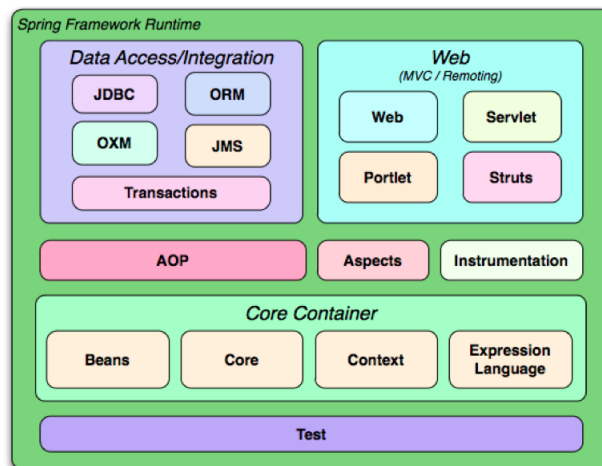 Spring Framework Runtime
Data Access/Integration
JDBC
ORM
OXM
JMS
Transactions
Web
(MVC / Remoting)
Web
Servlet
Portlet
Struts
AOP
Aspects
Instrumentation
Core Container
Beans
Core
Context
Expression
Language
Test